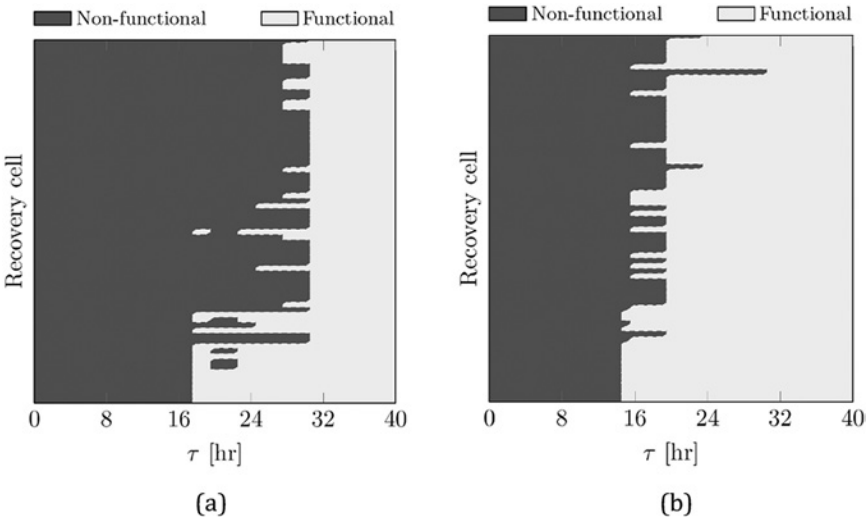 Non-functional Functional
Recovery cell
0 8 16 24 32 40
τ [hr]
(a)
Non-functional Functional
Recovery cell
0 8 16 24 32 40
τ [hr]
(b)